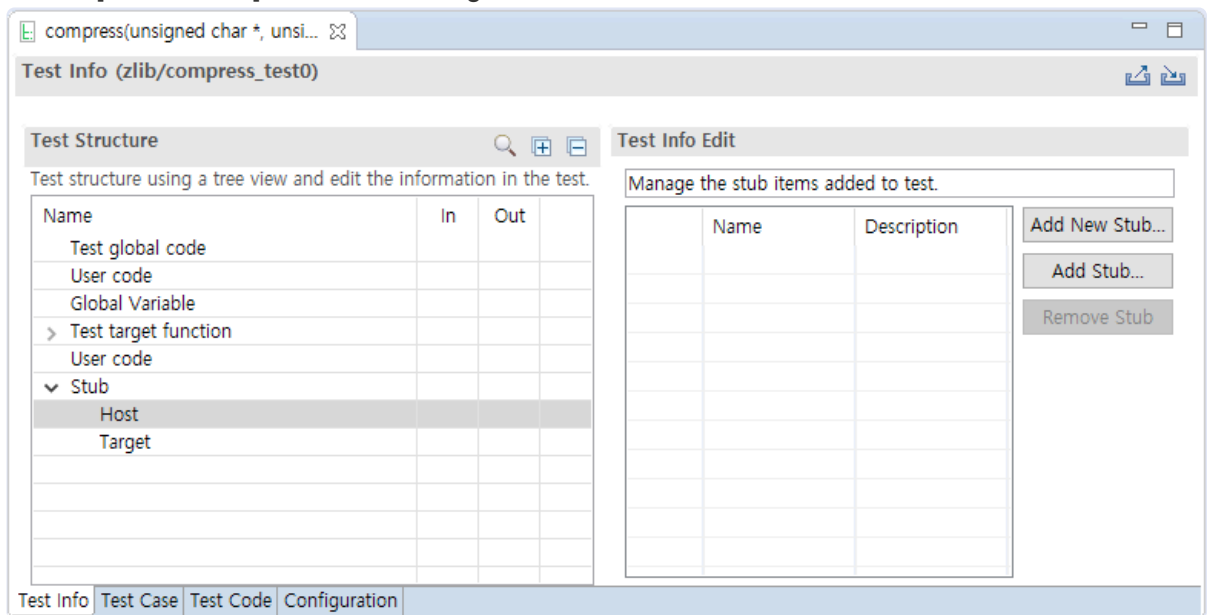 compress(unsigned char *, unsi...
Test Info (zlib/compress_test0)
Test Structure
Test structure using a tree view and edit the information in the test.
Name In Out
Test global code
User code
Global Variable
Test target function
User code
Stub
Host
Target
Test Info Edit
Manage the stub items added to test.
Name Description
Add New Stub...
Add Stub...
Remove Stub
Test Info Test Case Test Code Configuration